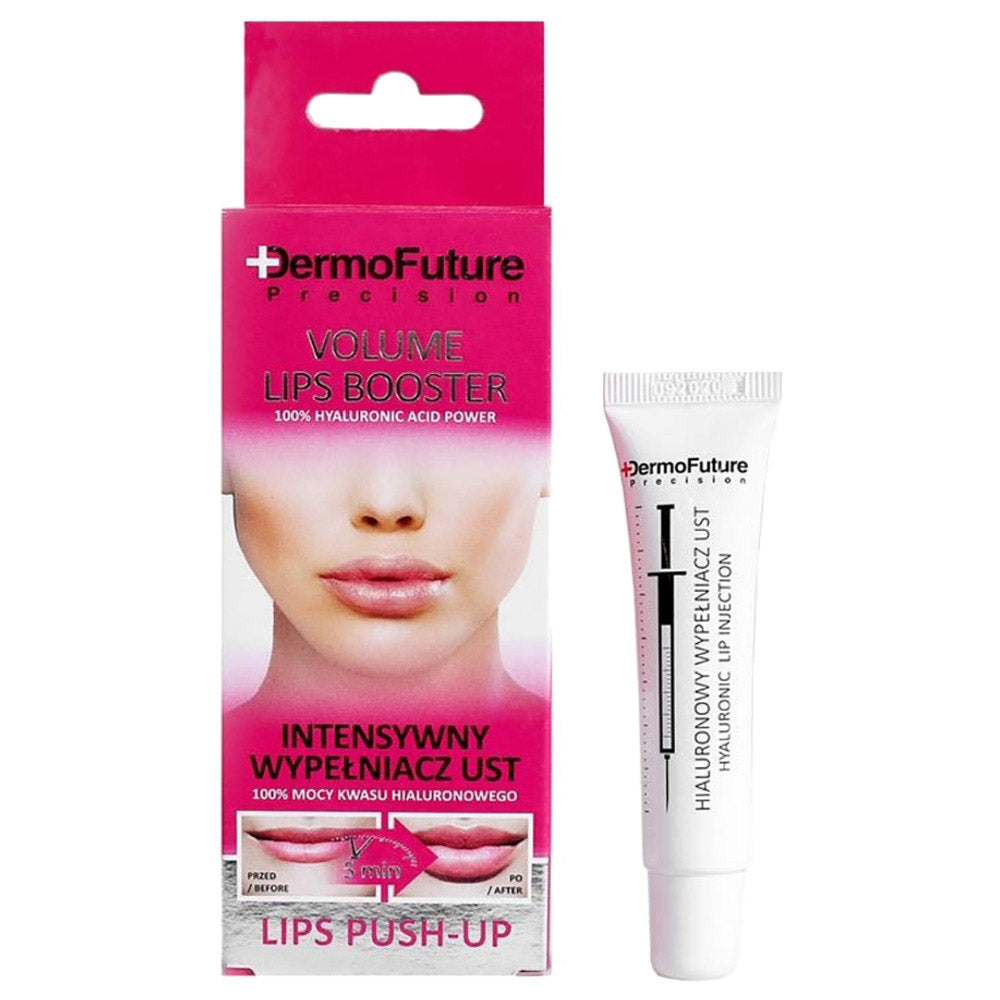 DermoFuture
Precision
VOLUME
LIPS BOOSTER
100% HYALURONIC ACID POWER
INTENSYWNY
WYPEŁNIACZ UST
100% MOCY KWASU HIALURONOWEGO
PRZED
/ BEFORE
5 min
PO
/ AFTER
LIPS PUSH-UP
092020
DermoFuture
Precision
HIALURONOWY WYPEŁNIACZ UST
HYALURONIC LIP INJECTION